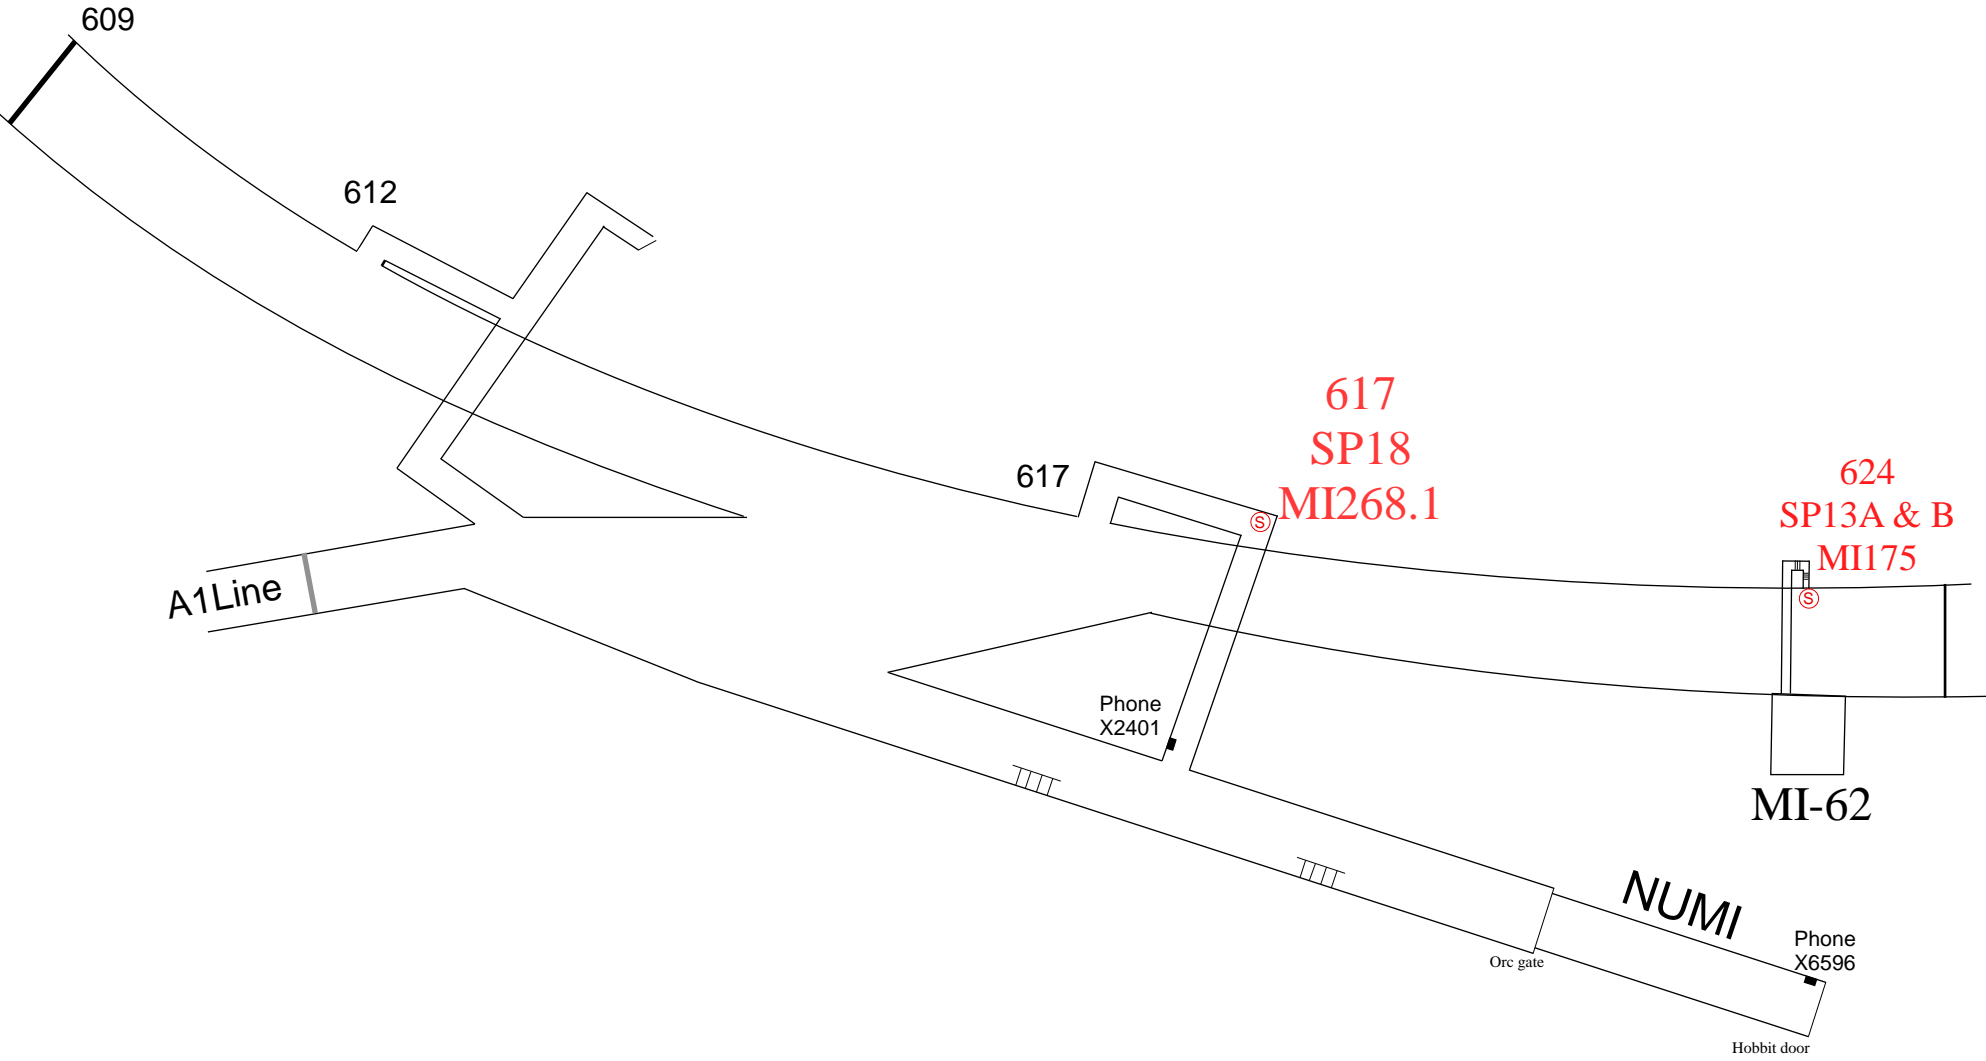 609
612
617
SP18
MI268.1
617
S
624
SP13A & B
MI175
S
A1Line
Phone
X2401
MI-62
NUMI
Phone
X6596
Orc gate
Hobbit door